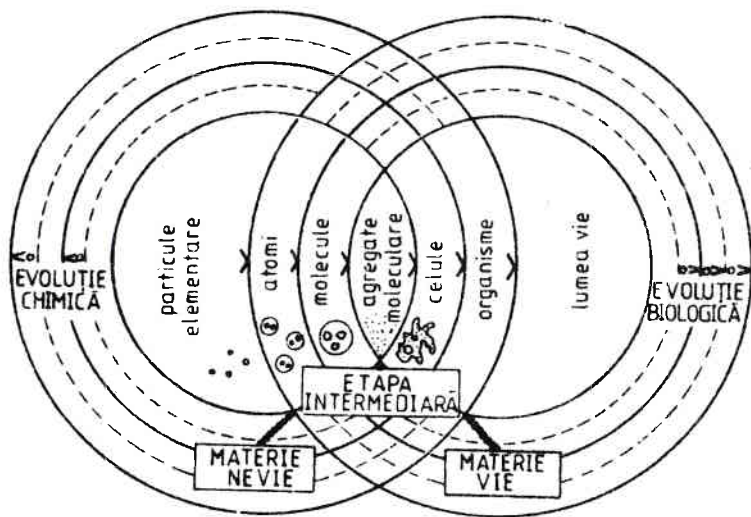 EVOLUȚIE
CHIMICĂ
particule
elementare
atomi
molecule
agregate
moleculare
celule
organisme
lumea vie
EVOLUȚIE
BIOLOGICĂ
ETAPA
INTERMEDIARĂ
MATERIE
NEVIE
MATERIE
VIE